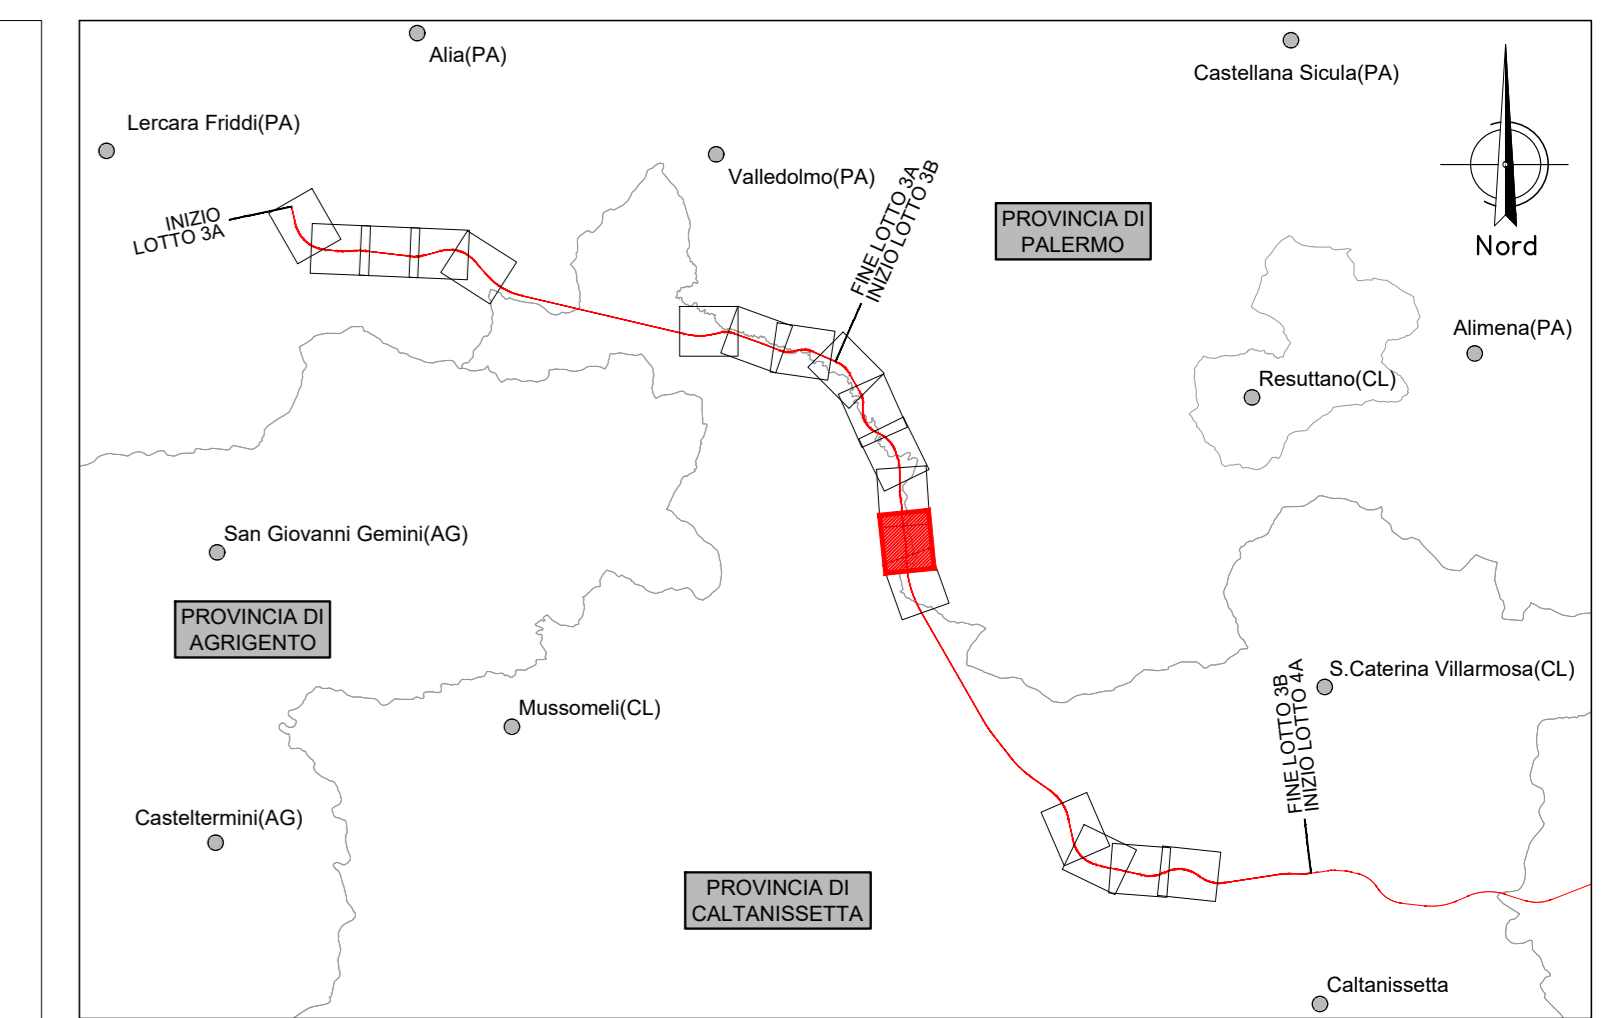 Alia(PA)
Castellana Sicula(PA)
Lercara Friddi(PA)
Valledolmo(PA)
INIZIO
LOTTO 3A
FINE LOTTO 3A
INIZIO LOTTO 3B
PROVINCIA DI
PALERMO
Nord
Alimena(PA)
Resuttano(CL)
San Giovanni Gemini(AG)
PROVINCIA DI
AGRIGENTO
S.Caterina Villarmosa(CL)
Mussomeli(CL)
FINE LOTTO 3B
INIZIO LOTTO 4A
Casteltermini(AG)
PROVINCIA DI
CALTANISSETTA
Caltanissetta